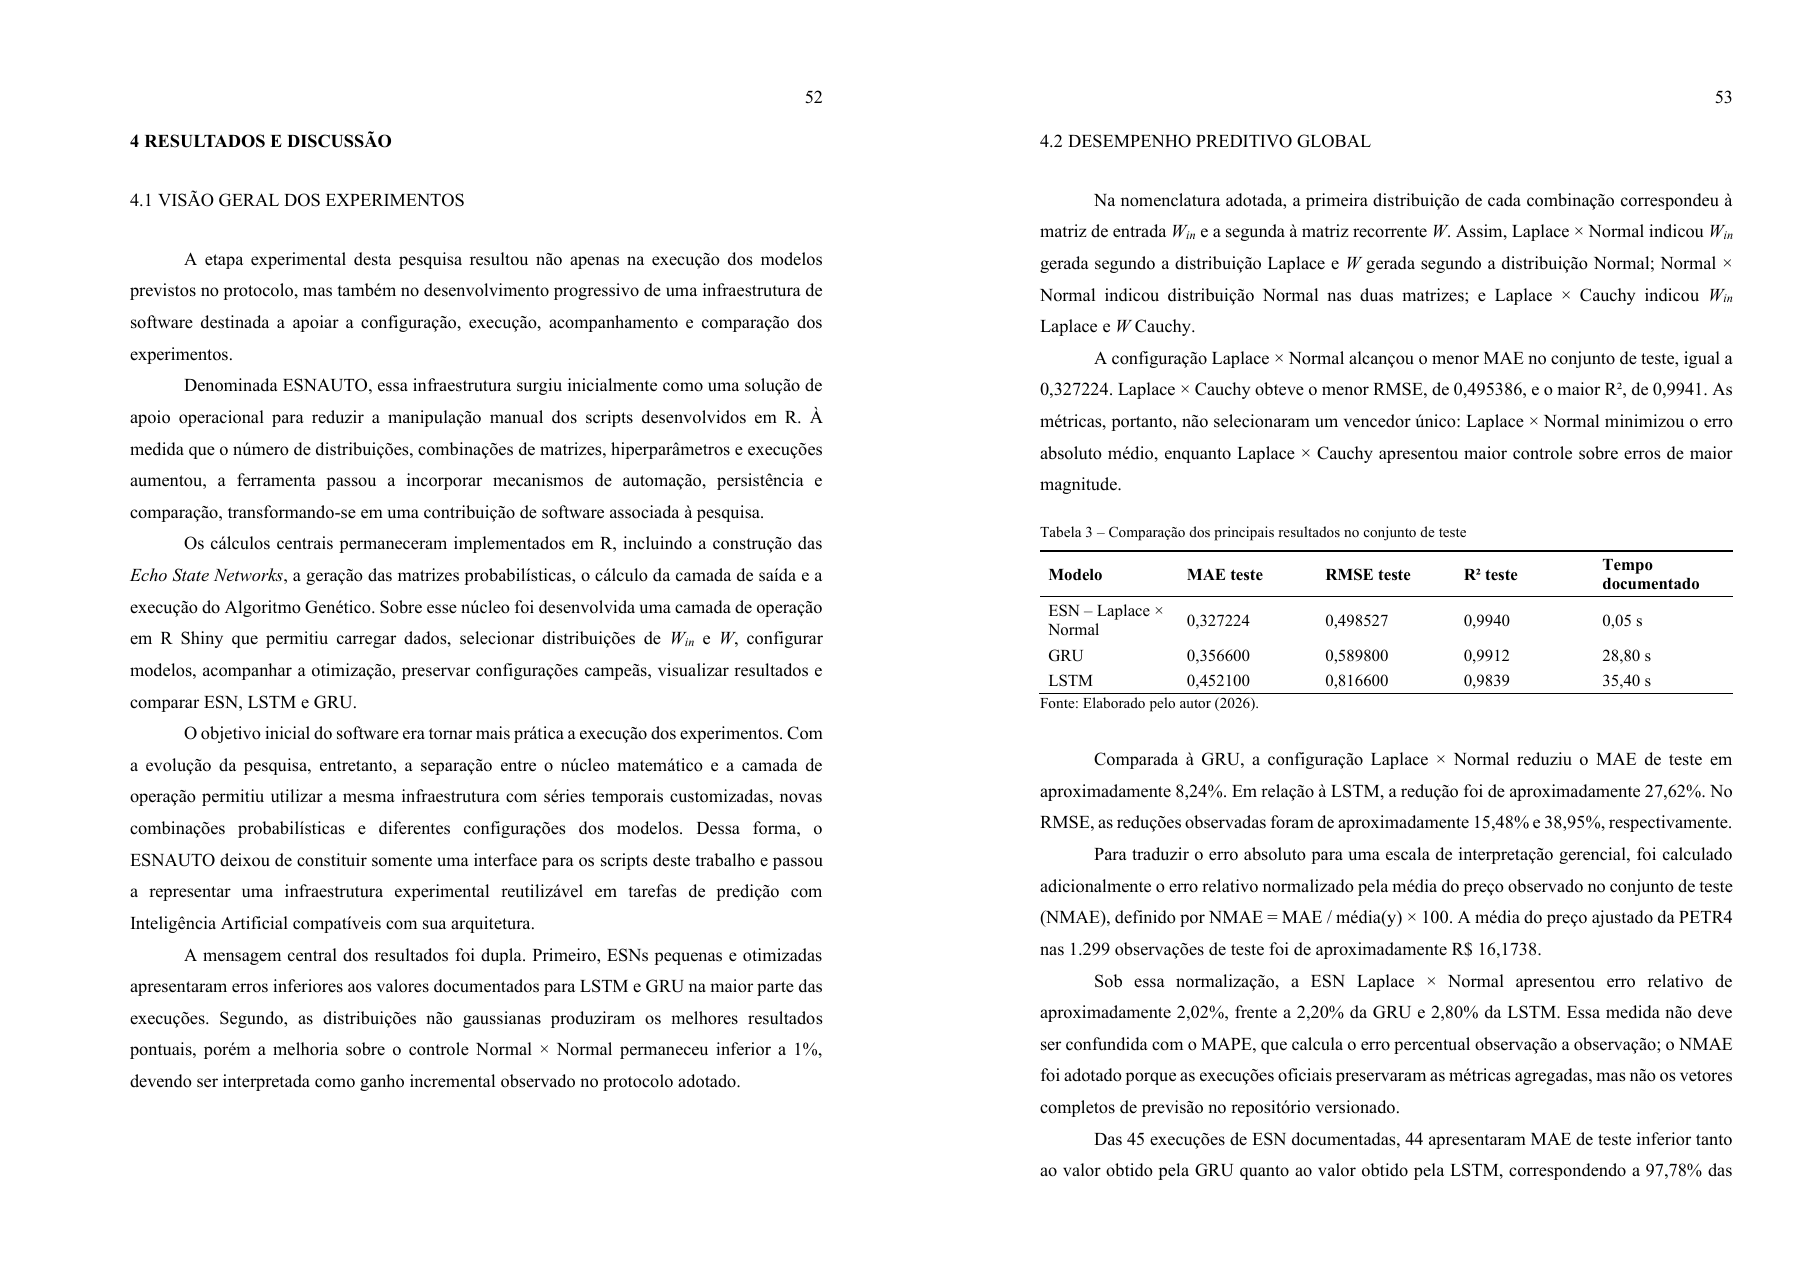 52
4 RESULTADOS E DISCUSSÃO
4.1 VISÃO GERAL DOS EXPERIMENTOS
A etapa experimental desta pesquisa resultou não apenas na execução dos modelos
previstos no protocolo, mas também no desenvolvimento progressivo de uma infraestrutura de
software destinada a apoiar a configuração, execução, acompanhamento e comparação dos
experimentos.
Denominada ESNAUTO, essa infraestrutura surgiu inicialmente como uma solução de
apoio operacional para reduzir a manipulação manual dos scripts desenvolvidos em R. À
medida que o número de distribuições, combinações de matrizes, hiperparâmetros e execuções
aumentou, a ferramenta passou a incorporar mecanismos de automação, persistência e
comparação, transformando-se em uma contribuição de software associada à pesquisa.
Os cálculos centrais permaneceram implementados em R, incluindo a construção das
Echo State Networks, a geração das matrizes probabilísticas, o cálculo da camada de saída e a
execução do Algoritmo Genético. Sobre esse núcleo foi desenvolvida uma camada de operação
em R Shiny que permitiu carregar dados, selecionar distribuições de Win e W, configurar
modelos, acompanhar a otimização, preservar configurações campeãs, visualizar resultados e
comparar ESN, LSTM e GRU.
O objetivo inicial do software era tornar mais prática a execução dos experimentos. Com
a evolução da pesquisa, entretanto, a separação entre o núcleo matemático e a camada de
operação permitiu utilizar a mesma infraestrutura com séries temporais customizadas, novas
combinações probabilísticas e diferentes configurações dos modelos. Dessa forma, o
ESNAUTO deixou de constituir somente uma interface para os scripts deste trabalho e passou
a representar uma infraestrutura experimental reutilizável em tarefas de predição com
Inteligência Artificial compatíveis com sua arquitetura.
A mensagem central dos resultados foi dupla. Primeiro, ESNs pequenas e otimizadas
apresentaram erros inferiores aos valores documentados para LSTM e GRU na maior parte das
execuções. Segundo, as distribuições não gaussianas produziram os melhores resultados
pontuais, porém a melhoria sobre o controle Normal × Normal permaneceu inferior a 1%,
devendo ser interpretada como ganho incremental observado no protocolo adotado.
53
4.2 DESEMPENHO PREDITIVO GLOBAL
Na nomenclatura adotada, a primeira distribuição de cada combinação correspondeu à
matriz de entrada Win e a segunda à matriz recorrente W. Assim, Laplace × Normal indicou Win
gerada segundo a distribuição Laplace e W gerada segundo a distribuição Normal; Normal ×
Normal indicou distribuição Normal nas duas matrizes; e Laplace × Cauchy indicou Win
Laplace e W Cauchy.
A configuração Laplace × Normal alcançou o menor MAE no conjunto de teste, igual a
0,327224. Laplace × Cauchy obteve o menor RMSE, de 0,495386, e o maior R², de 0,9941. As
métricas, portanto, não selecionaram um vencedor único: Laplace × Normal minimizou o erro
absoluto médio, enquanto Laplace × Cauchy apresentou maior controle sobre erros de maior
magnitude.
Tabela 3 – Comparação dos principais resultados no conjunto de teste
Modelo MAE teste RMSE teste R² teste Tempo documentado
ESN – Laplace × Normal 0,327224 0,498527 0,9940 0,05 s
GRU 0,356600 0,589800 0,9912 28,80 s
LSTM 0,452100 0,816600 0,9839 35,40 s
Fonte: Elaborado pelo autor (2026).
Comparada à GRU, a configuração Laplace × Normal reduziu o MAE de teste em
aproximadamente 8,24%. Em relação à LSTM, a redução foi de aproximadamente 27,62%. No
RMSE, as reduções observadas foram de aproximadamente 15,48% e 38,95%, respectivamente.
Para traduzir o erro absoluto para uma escala de interpretação gerencial, foi calculado
adicionalmente o erro relativo normalizado pela média do preço observado no conjunto de teste
(NMAE), definido por NMAE = MAE / média(y) × 100. A média do preço ajustado da PETR4
nas 1.299 observações de teste foi de aproximadamente R$ 16,1738.
Sob essa normalização, a ESN Laplace × Normal apresentou erro relativo de
aproximadamente 2,02%, frente a 2,20% da GRU e 2,80% da LSTM. Essa medida não deve
ser confundida com o MAPE, que calcula o erro percentual observação a observação; o NMAE
foi adotado porque as execuções oficiais preservaram as métricas agregadas, mas não os vetores
completos de previsão no repositório versionado.
Das 45 execuções de ESN documentadas, 44 apresentaram MAE de teste inferior tanto
ao valor obtido pela GRU quanto ao valor obtido pela LSTM, correspondendo a 97,78% das